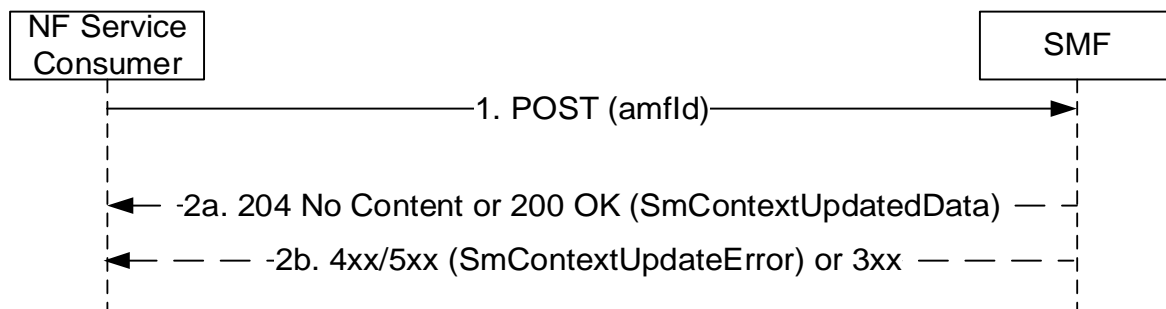 NF Service
Consumer
SMF
1. POST (amfId)
2a. 204 No Content or 200 OK (SmContextUpdatedData)
2b. 4xx/5xx (SmContextUpdateError) or 3xx